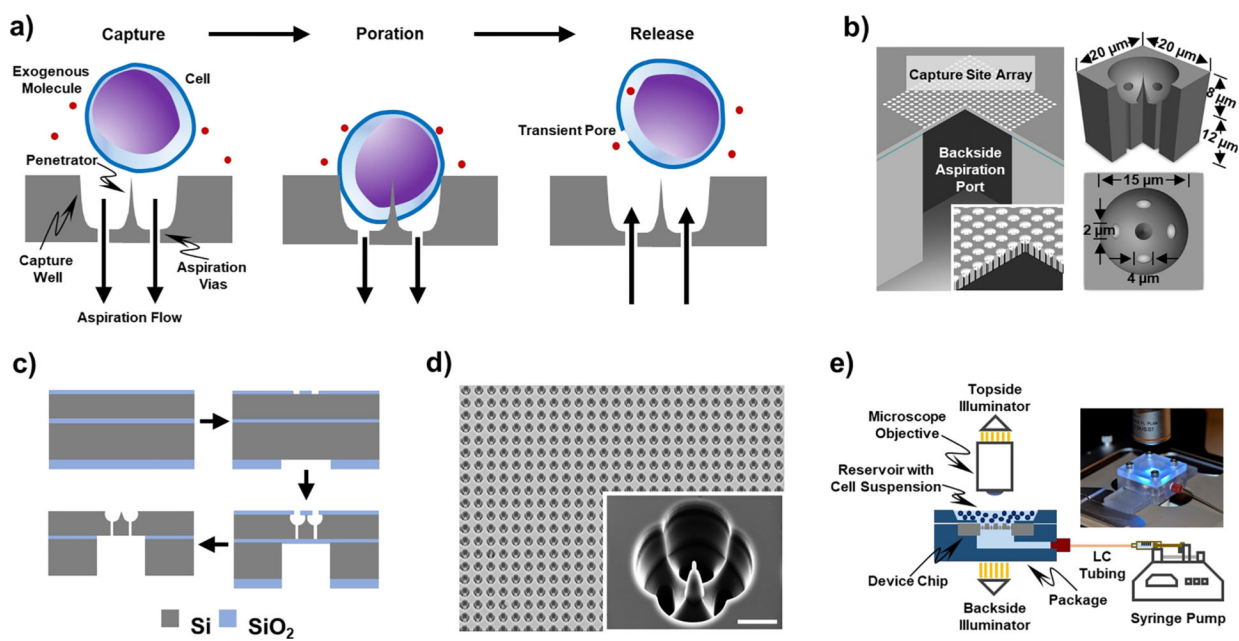 a)
Capture
Poration
Release
Exogenous
Molecule
Cell
Penetrator
Transient Pore
Capture
Well
Aspiration
Vias
Aspiration Flow
b)
Capture Site Array
Backside
Aspiration
Port
20 µm
20 µm
8 µm
12 µm
15 µm
2 µm
4 µm
c)
Si
SiO2
d)
e)
Topside
Illuminator
Microscope
Objective
Reservoir with
Cell Suspension
Device Chip
LC
Tubing
Package
Backside
Illuminator
Syringe Pump